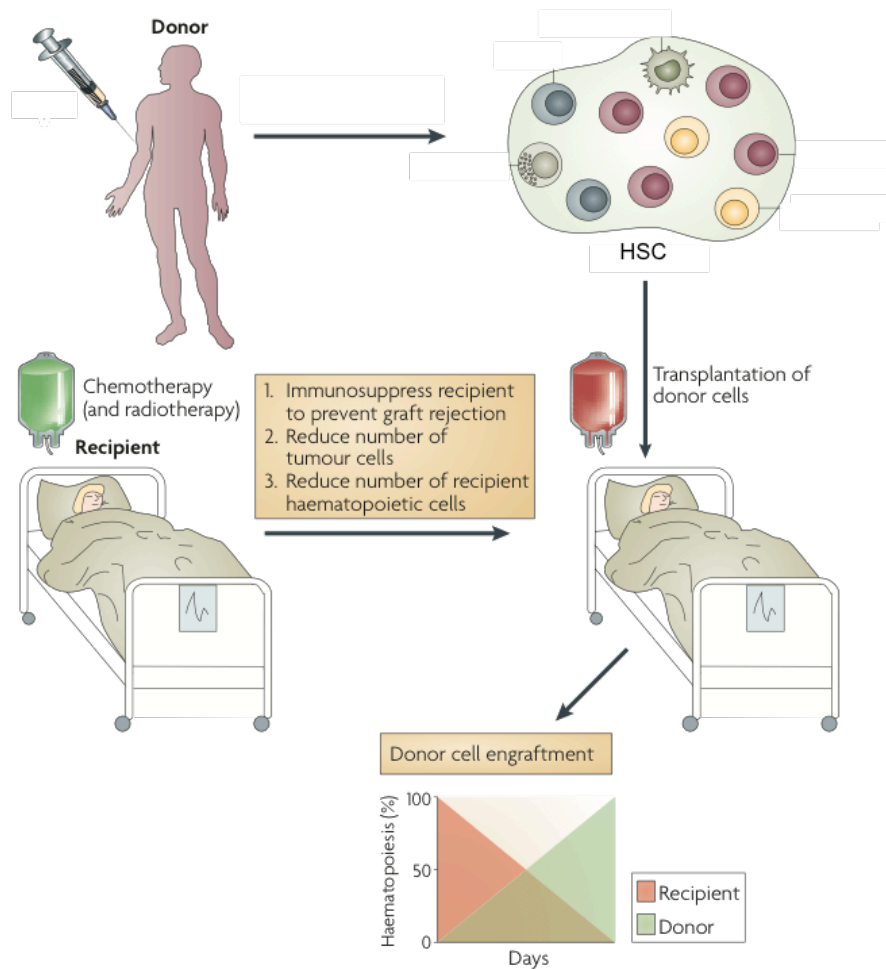 Donor
HSC
Chemotherapy
(and radiotherapy)
Recipient
1. Immunosuppress recipient
to prevent graft rejection
2. Reduce number of
tumour cells
3. Reduce number of recipient
haematopoietic cells
Transplantation of
donor cells
Donor cell engraftment
Haematopoiesis (%)
100
50
0
Days
Recipient
Donor